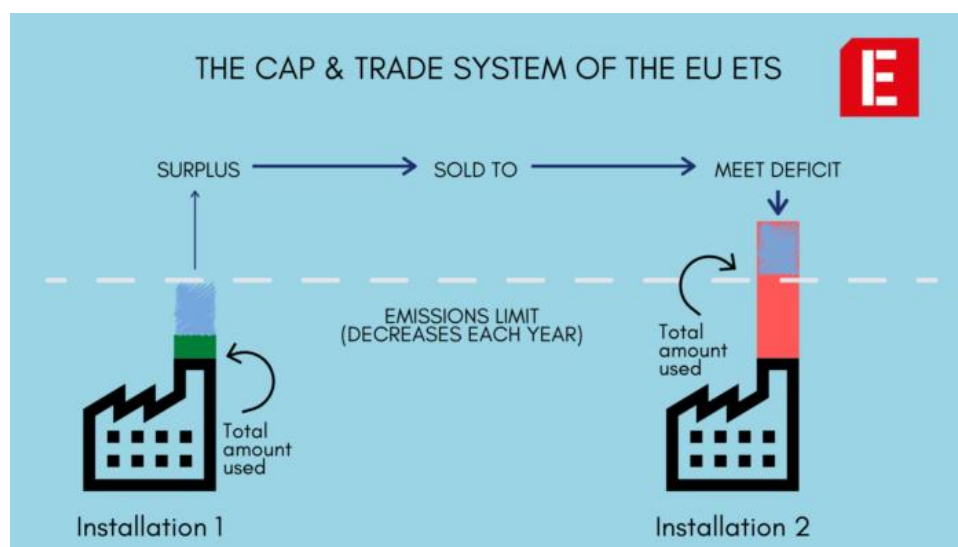 THE CAP & TRADE SYSTEM OF THE EU ETS
E
SURPLUS
SOLD TO
MEET DEFICIT
EMISSIONS LIMIT
(DECREASES EACH YEAR)
Total
amount
used
Total
amount
used
Installation 1
Installation 2